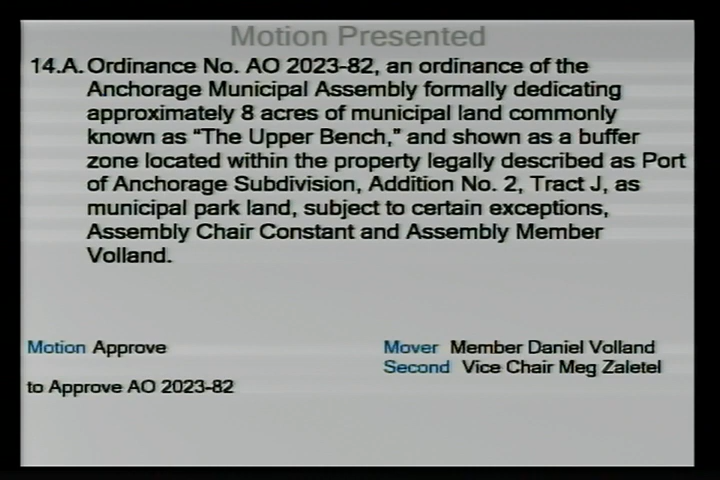 Motion Presented
14.A. Ordinance No. AO 2023-82, an ordinance of the
Anchorage Municipal Assembly formally dedicating
approximately 8 acres of municipal land commonly
known as “The Upper Bench,” and shown as a buffer
zone located within the property legally described as Port
of Anchorage Subdivision, Addition No. 2, Tract J, as
municipal park land, subject to certain exceptions,
Assembly Chair Constant and Assembly Member
Volland.
Motion Approve
Mover Member Daniel Volland
Second Vice Chair Meg Zaletel
to Approve AO 2023-82